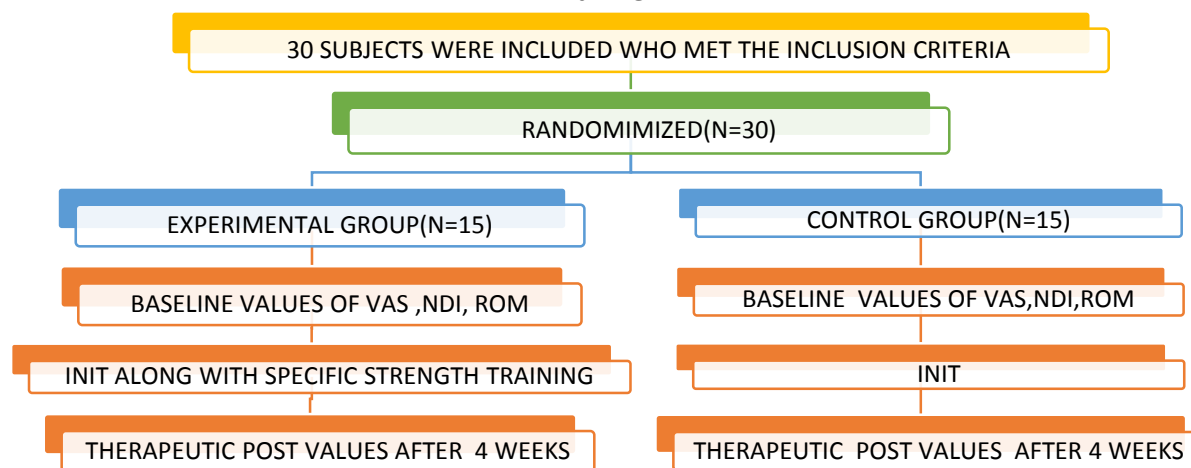 30 SUBJECTS WERE INCLUDED WHO MET THE INCLUSION CRITERIA
RANDOMIMIZED(N=30)
EXPERIMENTAL GROUP(N=15)
CONTROL GROUP(N=15)
BASELINE VALUES OF VAS ,NDI, ROM
BASELINE VALUES OF VAS,NDI,ROM
INIT ALONG WITH SPECIFIC STRENGTH TRAINING
INIT
THERAPEUTIC POST VALUES AFTER 4 WEEKS
THERAPEUTIC POST VALUES AFTER 4 WEEKS